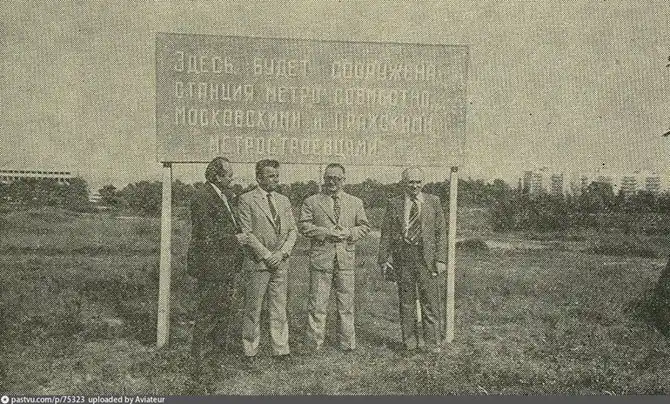 ЗДЕСЬ БУДЕТ СООРУЖЕНА
СТАНЦИЯ МЕТРО СОВМЕСТНО
МОСКОВСКИМИ И ПРАЖСКИМИ
МЕТРОСТРОЕВЦАМИ
pastvu.com/p/75323 uploaded by Aviateur